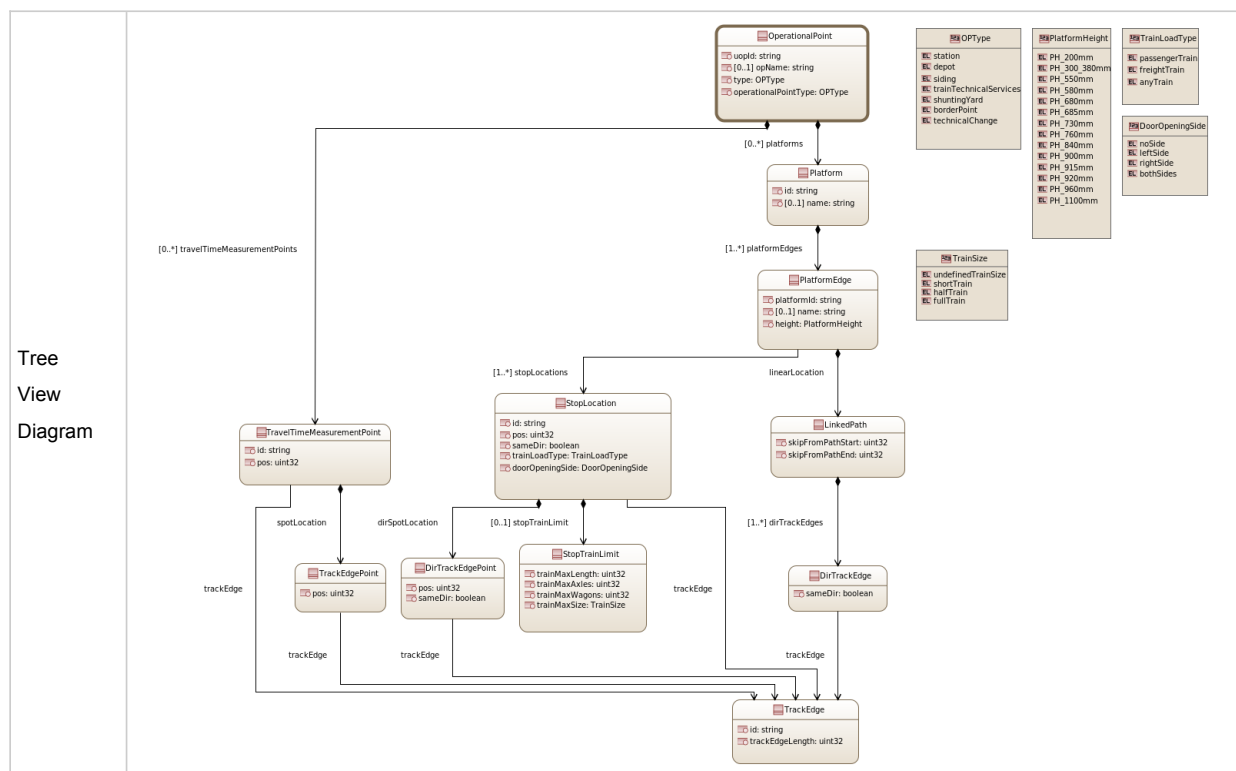 Tree
View
Diagram
OperationalPoint
uopId: string
[0..1] opName: string
type: OPType
operationalPointType: OPType
OPType
station
depot
siding
trainTechnicalServices
shuntingYard
borderPoint
technicalChange
PlatformHeight
PH_200mm
PH_300_380mm
PH_550mm
PH_580mm
PH_680mm
PH_685mm
PH_730mm
PH_760mm
PH_840mm
PH_900mm
PH_915mm
PH_920mm
PH_960mm
PH_1100mm
TrainLoadType
passengerTrain
freightTrain
anyTrain
DoorOpeningSide
noSide
leftSide
rightSide
bothSides
[0..*] platforms
Platform
id: string
[0..1] name: string
[0..*] travelTimeMeasurementPoints
[1..*] platformEdges
TrainSize
undefinedTrainSize
shortTrain
halfTrain
fullTrain
PlatformEdge
platformId: string
[0..1] name: string
height: PlatformHeight
[1..*] stopLocations
linearLocation
StopLocation
id: string
pos: uint32
sameDir: boolean
trainLoadType: TrainLoadType
doorOpeningSide: DoorOpeningSide
LinkedPath
skipFromPathStart: uint32
skipFromPathEnd: uint32
TravelTimeMeasurementPoint
id: string
pos: uint32
spotLocation
dirSpotLocation
[0..1] stopTrainLimit
[1..*] dirTrackEdges
TrackEdgePoint
pos: uint32
DirTrackEdgePoint
pos: uint32
sameDir: boolean
StopTrainLimit
trainMaxLength: uint32
trainMaxAxles: uint32
trainMaxWagons: uint32
trainMaxSize: TrainSize
DirTrackEdge
sameDir: boolean
trackEdge
trackEdge
trackEdge
trackEdge
trackEdge
TrackEdge
id: string
trackEdgeLength: uint32